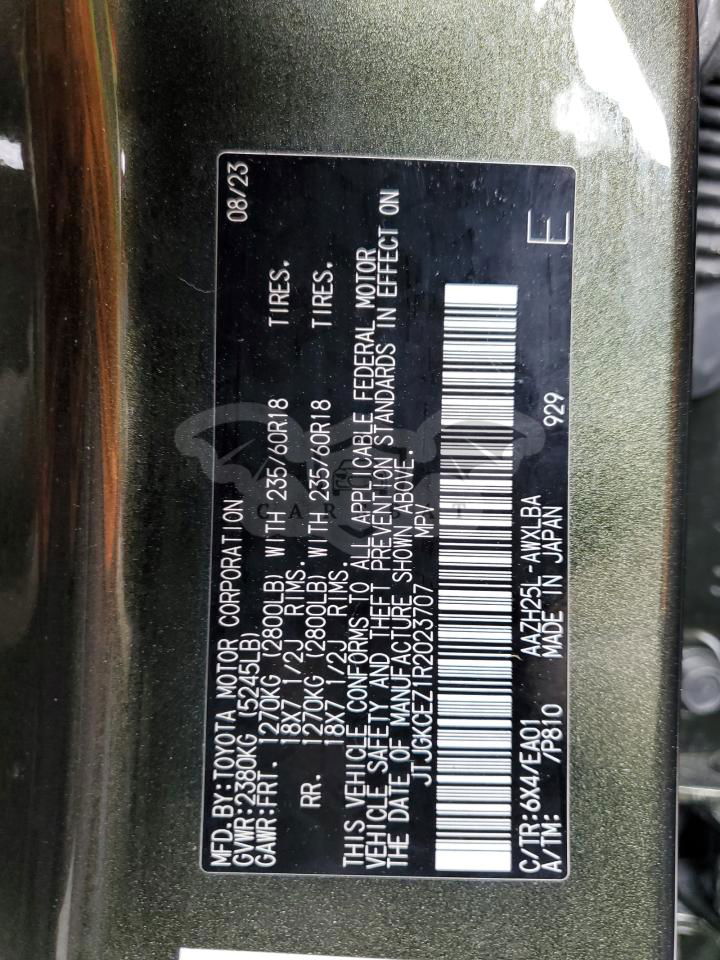 MFD.BY:TOYOTA MOTOR CORPORATION 08/23
GVWR:2380KG (5245LB)
GAWR:FRT. 1270KG (2800LB) WITH 235/60R18 TIRES.
18X7 1/2J RIMS.
RR. 1270KG (2800LB) WITH 235/60R18 TIRES.
18X7 1/2J RIMS.
THIS VEHICLE CONFORMS TO ALL APPLICABLE FEDERAL MOTOR
VEHICLE SAFETY AND THEFT PREVENTION STANDARDS IN EFFECT ON
THE DATE OF MANUFACTURE SHOWN ABOVE.
JTJGKCEZ1R2023707 MPV
C/TR:6X4/EA01 AAZH25L-AWXLBA
A/TM: /P810 MADE IN JAPAN 929 E